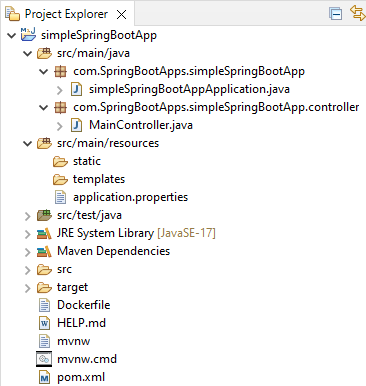 Project Explorer
simpleSpringBootApp
src/main/java
com.SpringBootApps.simpleSpringBootApp
simpleSpringBootAppApplication.java
com.SpringBootApps.simpleSpringBootApp.controller
MainController.java
src/main/resources
static
templates
application.properties
src/test/java
JRE System Library [JavaSE-17]
Maven Dependencies
src
target
Dockerfile
HELP.md
mvnw
mvnw.cmd
pom.xml